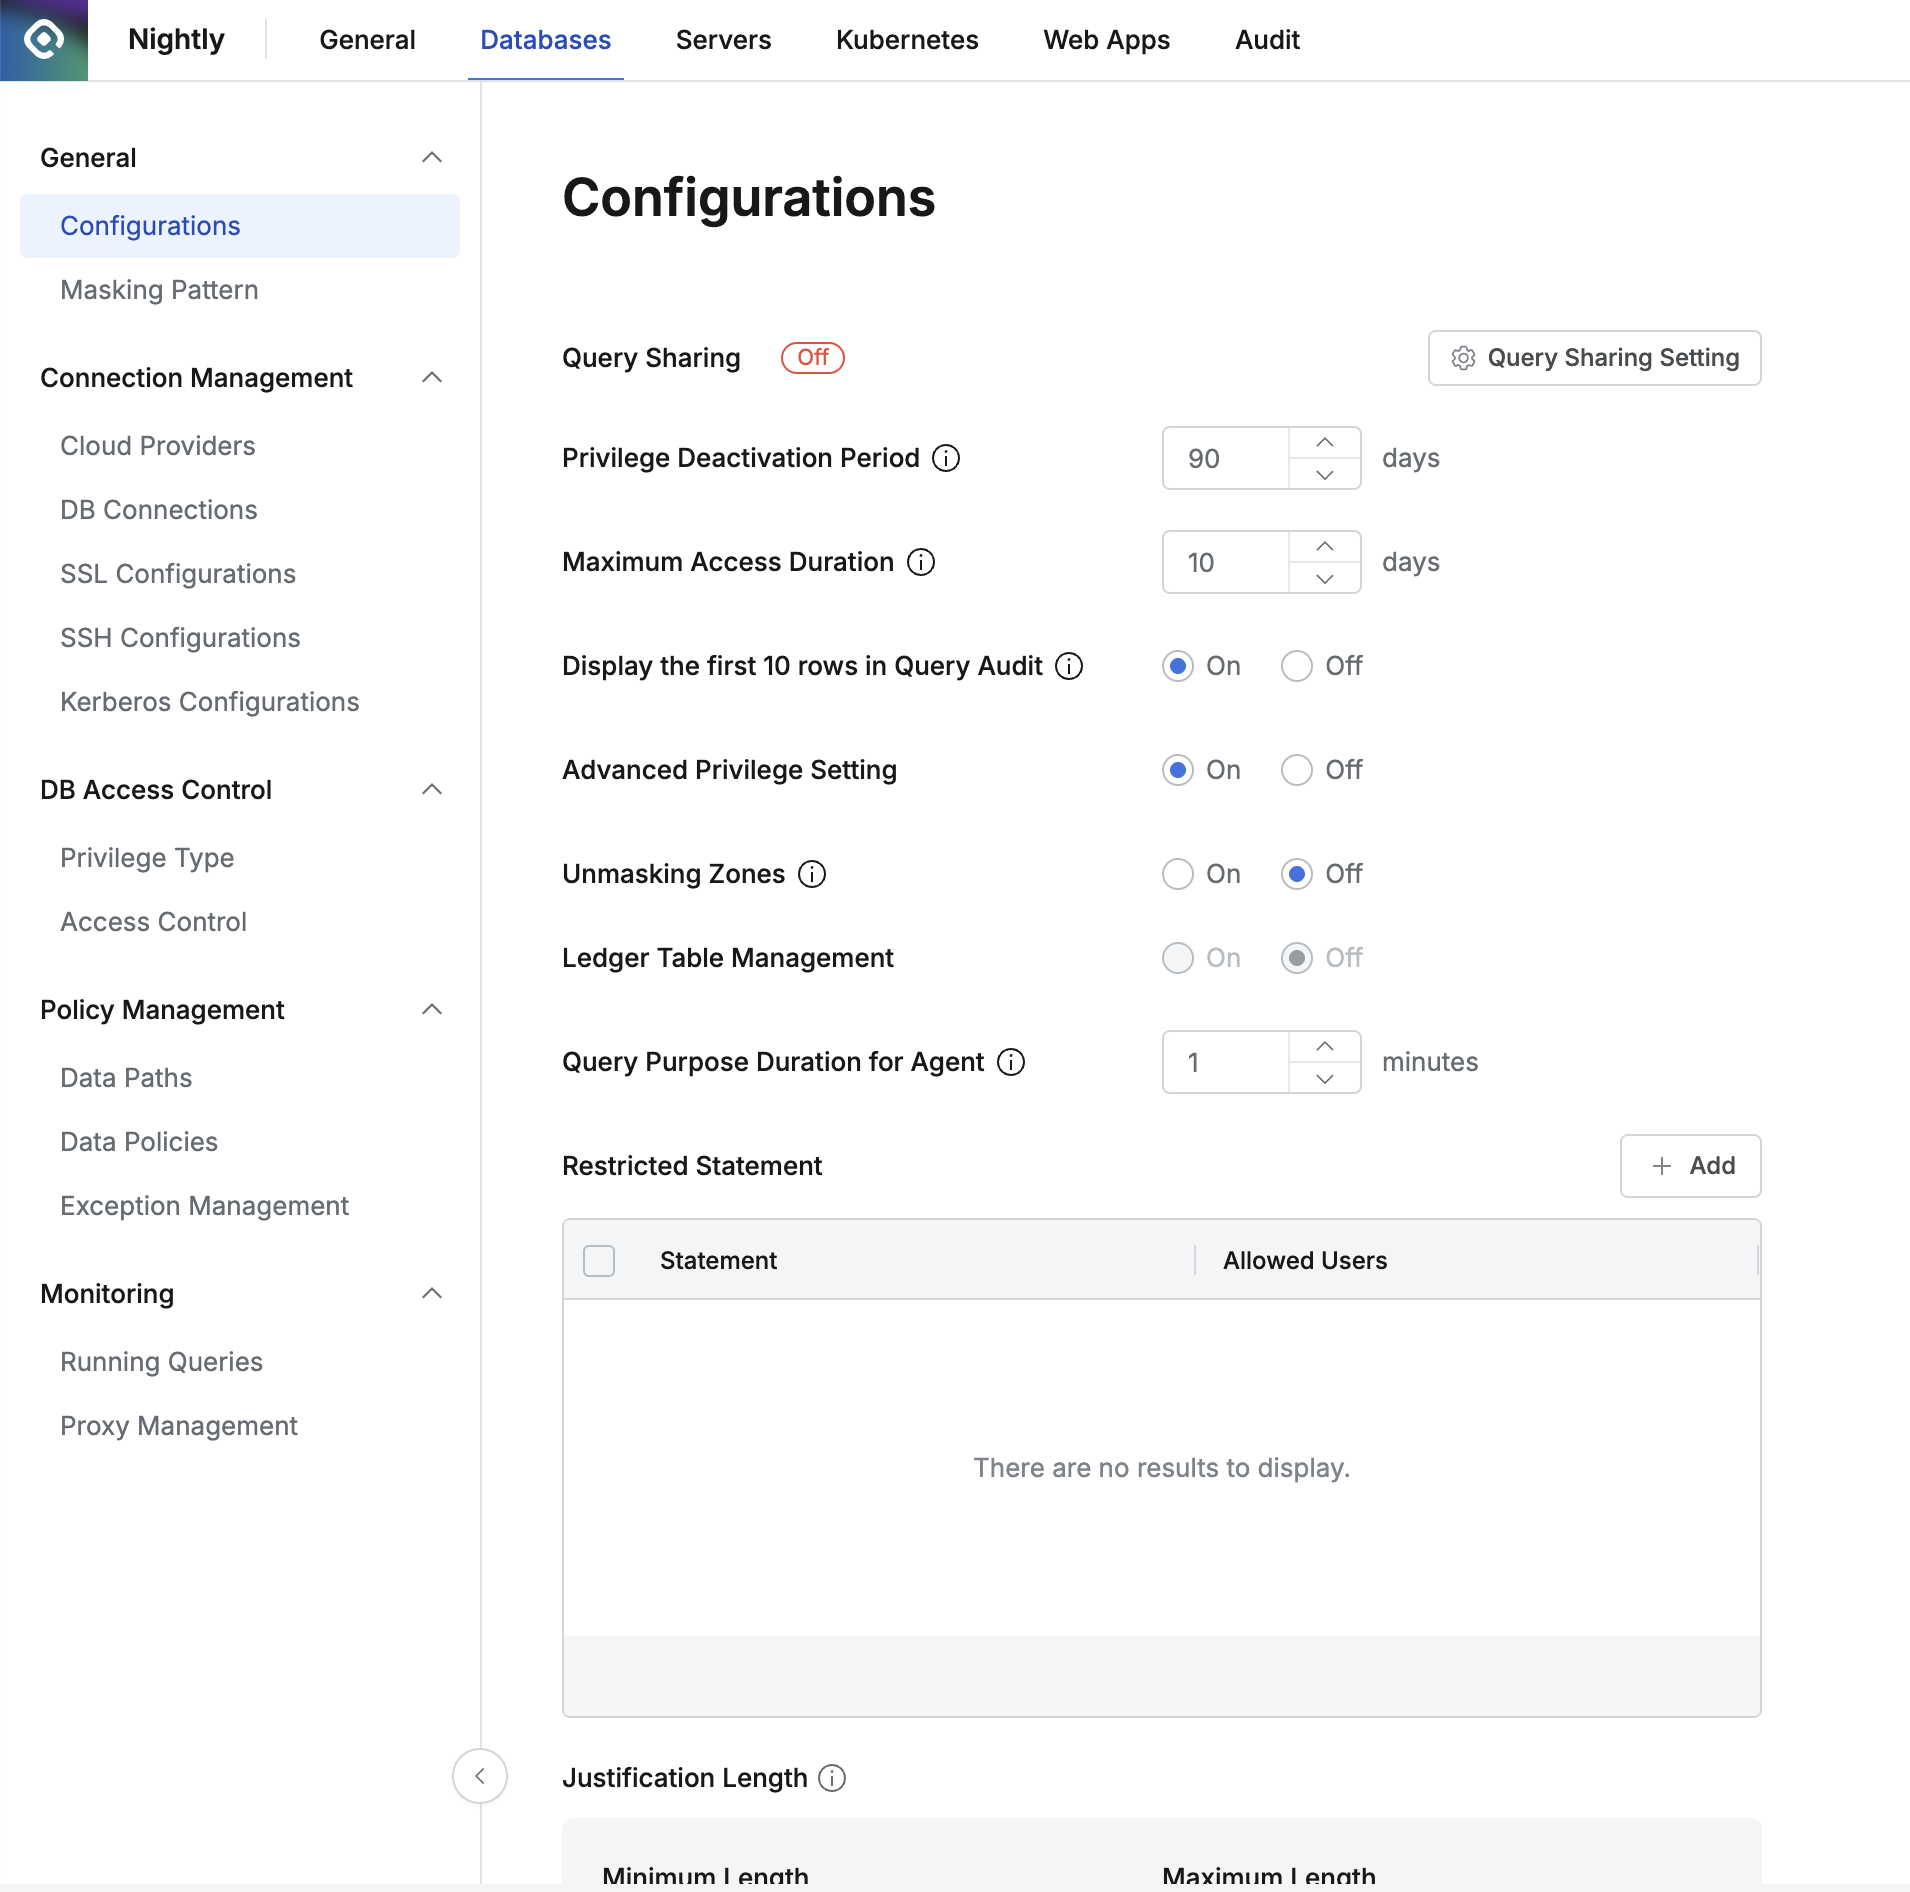 Nightly
General
Databases
Servers
Kubernetes
Web Apps
Audit
General
Configurations
Masking Pattern
Connection Management
Cloud Providers
DB Connections
SSL Configurations
SSH Configurations
Kerberos Configurations
DB Access Control
Privilege Type
Access Control
Policy Management
Data Paths
Data Policies
Exception Management
Monitoring
Running Queries
Proxy Management
Configurations
Query Sharing Off Query Sharing Setting
Privilege Deactivation Period 90 days
Maximum Access Duration 10 days
Display the first 10 rows in Query Audit On Off
Advanced Privilege Setting On Off
Unmasking Zones On Off
Ledger Table Management On Off
Query Purpose Duration for Agent 1 minutes
Restricted Statement Add
Statement Allowed Users
There are no results to display.
Justification Length
Minimum Length Maximum Length